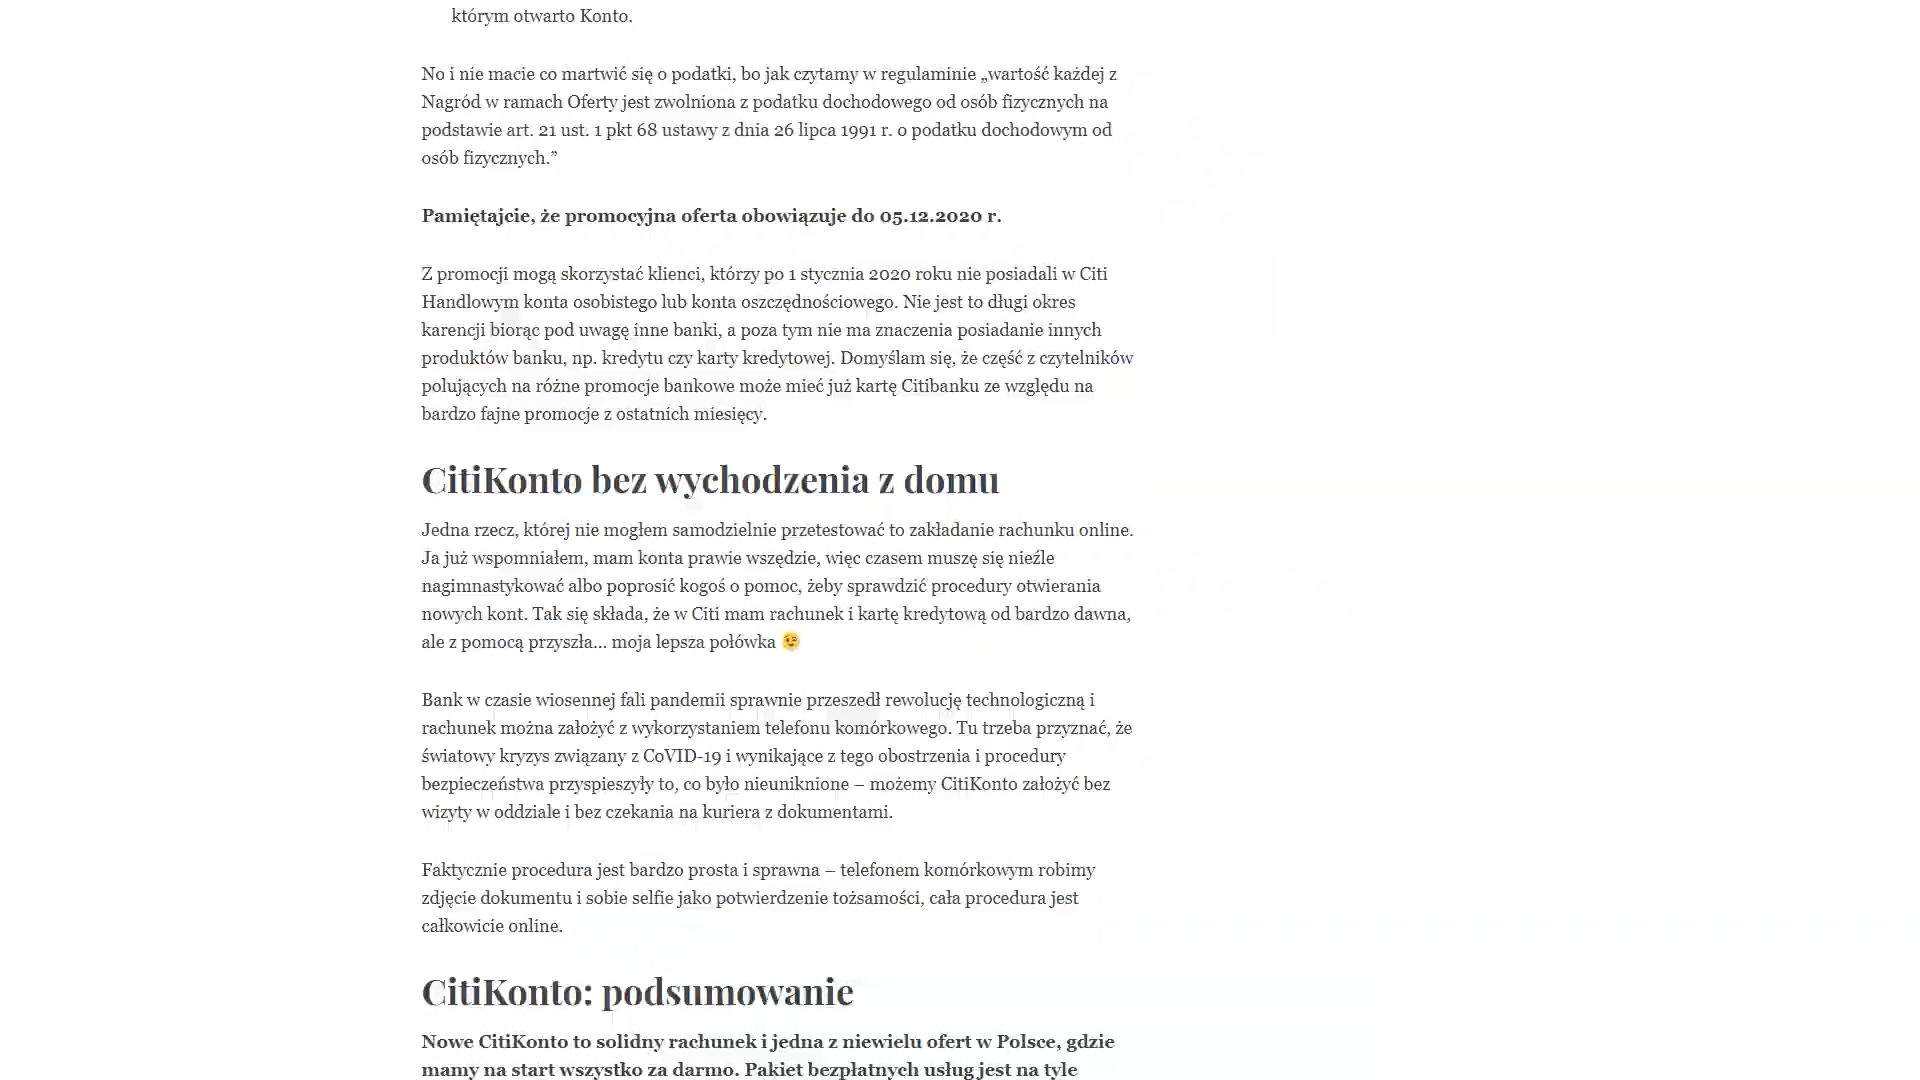 którym otwarto Konto.
No i nie macie co martwić się o podatki, bo jak czytamy w regulaminie „wartość każdej z
Nagród w ramach Oferty jest zwolniona z podatku dochodowego od osób fizycznych na
podstawie art. 21 ust. 1 pkt 68 ustawy z dnia 26 lipca 1991 r. o podatku dochodowym od
osób fizycznych.”
Pamiętajcie, że promocyjna oferta obowiązuje do 05.12.2020 r.
Z promocji mogą skorzystać klienci, którzy po 1 stycznia 2020 roku nie posiadali w Citi
Handlowym konta osobistego lub konta oszczędnościowego. Nie jest to długi okres
karencji biorąc pod uwagę inne banki, a poza tym nie ma znaczenia posiadanie innych
produktów banku, np. kredytu czy karty kredytowej. Domyślam się, że część z czytelników
polujących na różne promocje bankowe może mieć już kartę Citibanku ze względu na
bardzo fajne promocje z ostatnich miesięcy.
CitiKonto bez wychodzenia z domu
Jedna rzecz, której nie mogłem samodzielnie przetestować to zakładanie rachunku online.
Ja już wspomniałem, mam konta prawie wszędzie, więc czasem muszę się nieźle
nagimnastykować albo poprosić kogoś o pomoc, żeby sprawdzić procedury otwierania
nowych kont. Tak się składa, że w Citi mam rachunek i kartę kredytową od bardzo dawna,
ale z pomocą przyszła… moja lepsza połówka 😉
Bank w czasie wiosennej fali pandemii sprawnie przeszedł rewolucję technologiczną i
rachunek można założyć z wykorzystaniem telefonu komórkowego. Tu trzeba przyznać, że
światowy kryzys związany z CoVID-19 i wynikające z tego obostrzenia i procedury
bezpieczeństwa przyspieszyły to, co było nieuniknione – możemy CitiKonto założyć bez
wizyty w oddziale i bez czekania na kuriera z dokumentami.
Faktycznie procedura jest bardzo prosta i sprawna – telefonem komórkowym robimy
zdjęcie dokumentu i sobie selfie jako potwierdzenie tożsamości, cała procedura jest
całkowicie online.
CitiKonto: podsumowanie
Nowe CitiKonto to solidny rachunek i jedna z niewielu ofert w Polsce, gdzie
mamy na start wszystko za darmo. Pakiet bezpłatnych usług jest na tyle